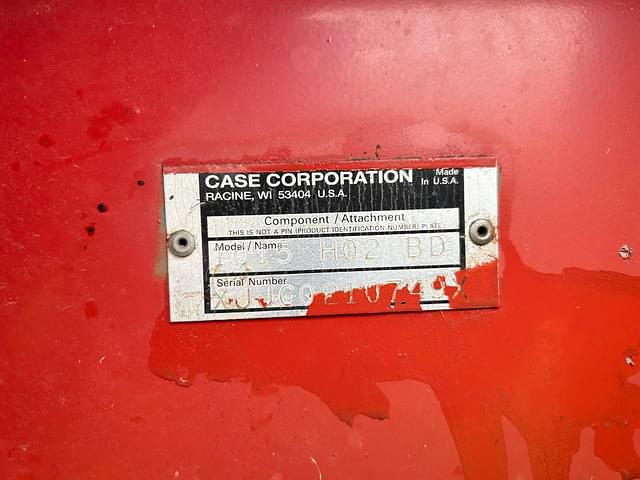 CASE CORPORATION
Made
In U.S.A.
RACINE, WI 53404 U.S.A.
Component / Attachment
THIS IS NOT A PIN (PRODUCT IDENTIFICATION NUMBER) PLATE
Model / Name
1015 H02 BD
Serial Number